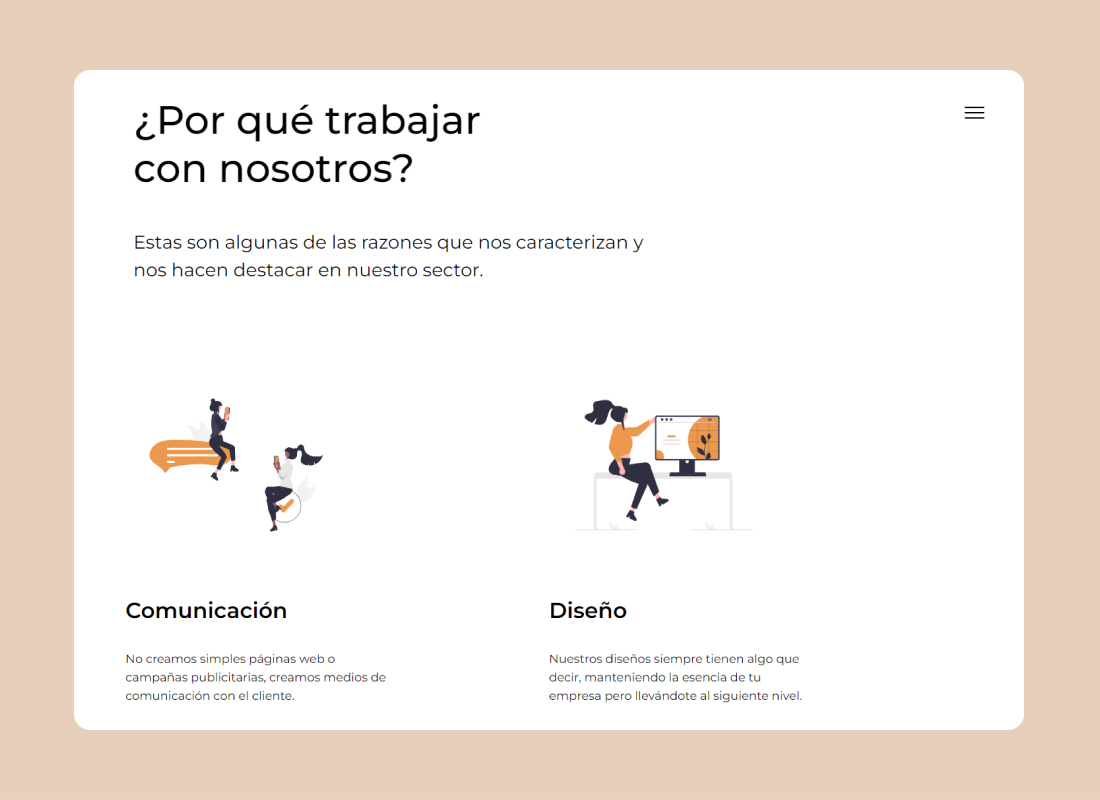 ¿Por qué trabajar
con nosotros?
Estas son algunas de las razones que nos caracterizan y
nos hacen destacar en nuestro sector.
Comunicación
No creamos simples páginas web o
campañas publicitarias, creamos medios de
comunicación con el cliente.
Diseño
Nuestros diseños siempre tienen algo que
decir, manteniendo la esencia de tu
empresa pero llevándote al siguiente nivel.